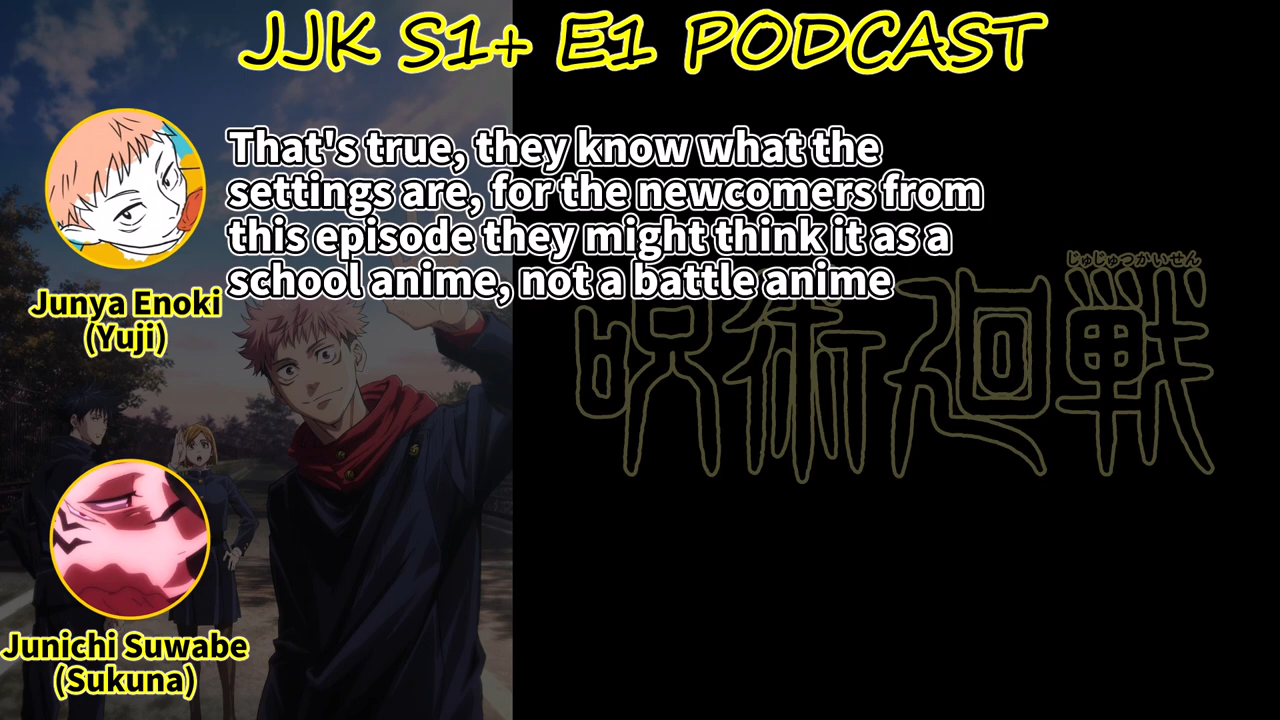 JJK S1+ E1 PODCAST
That's true, they know what the
settings are, for the newcomers from
this episode they might think it as a
school anime, not a battle anime
Junya Enoki
(Yuji)
じゅじゅつかいせん
呪術廻戦
Junichi Suwabe
(Sukuna)